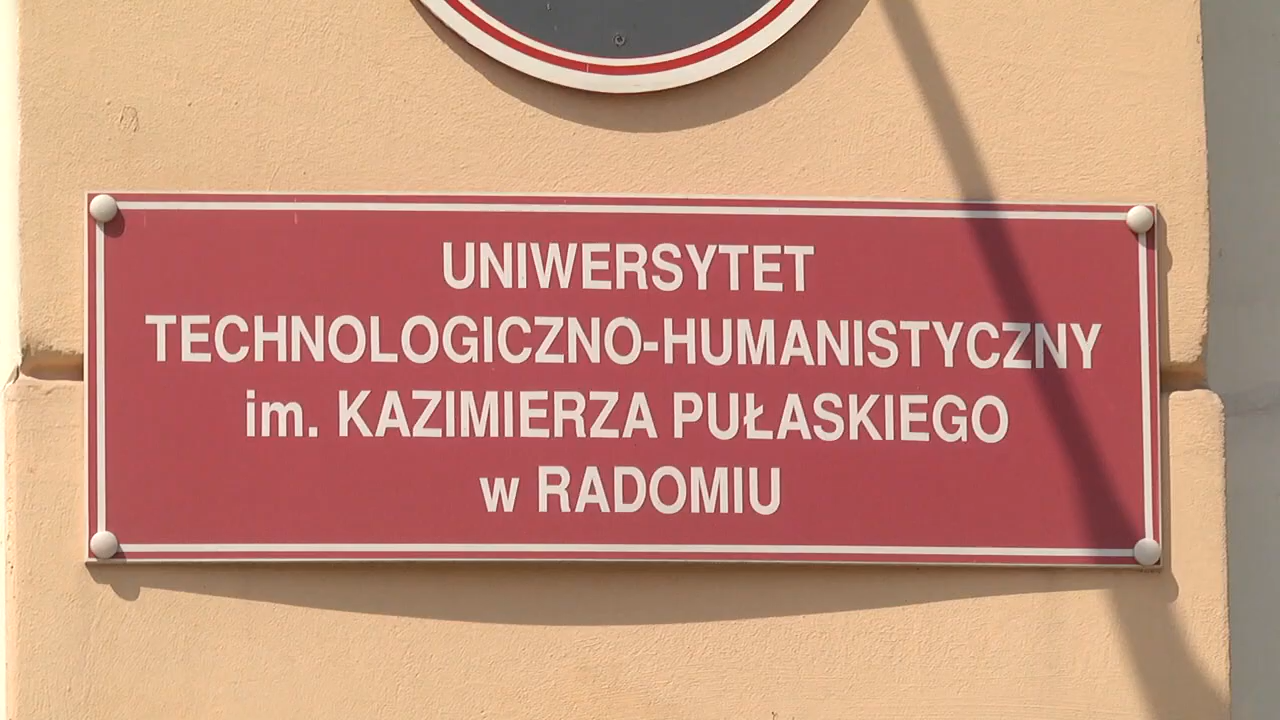 UNIWERSYTET
TECHNOLOGICZNO-HUMANISTYCZNY
im. KAZIMIERZA PUŁASKIEGO
w RADOMIU